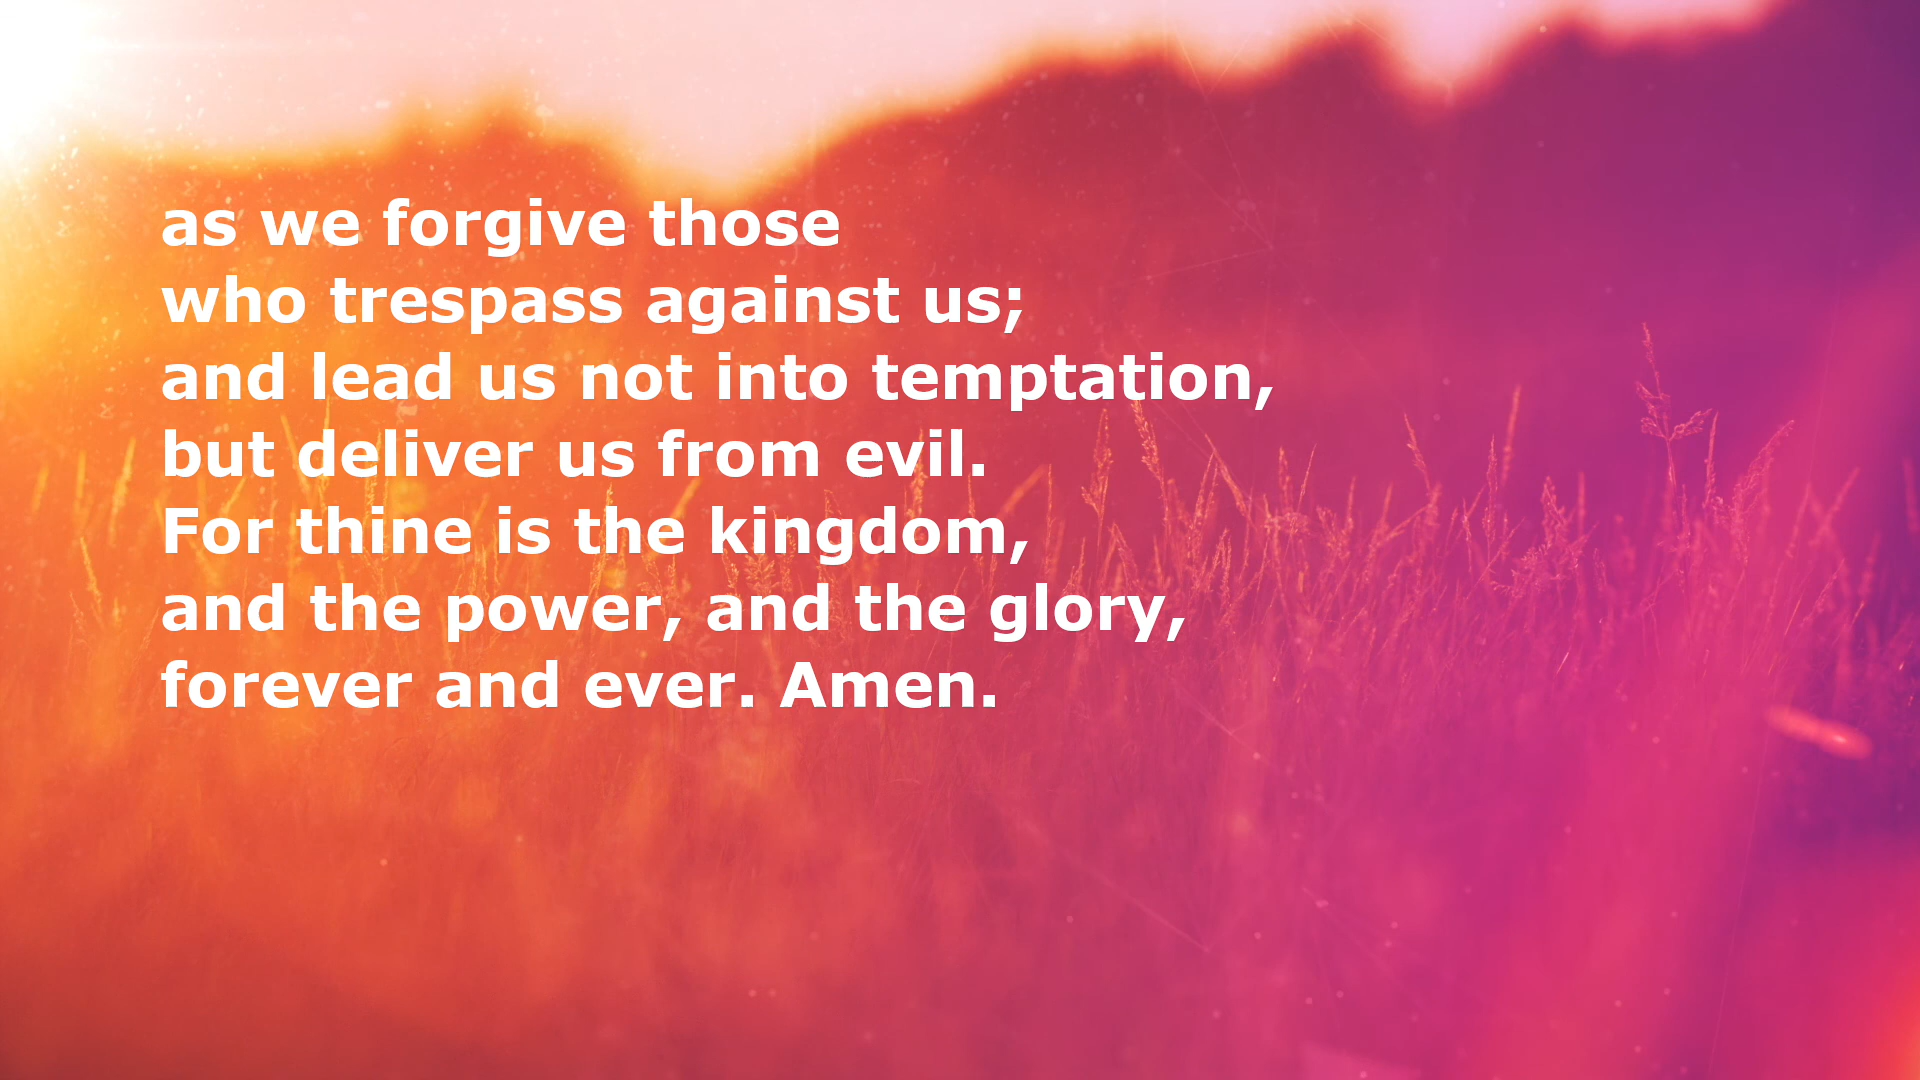 as we forgive those
who trespass against us;
and lead us not into temptation,
but deliver us from evil.
For thine is the kingdom,
and the power, and the glory,
forever and ever. Amen.